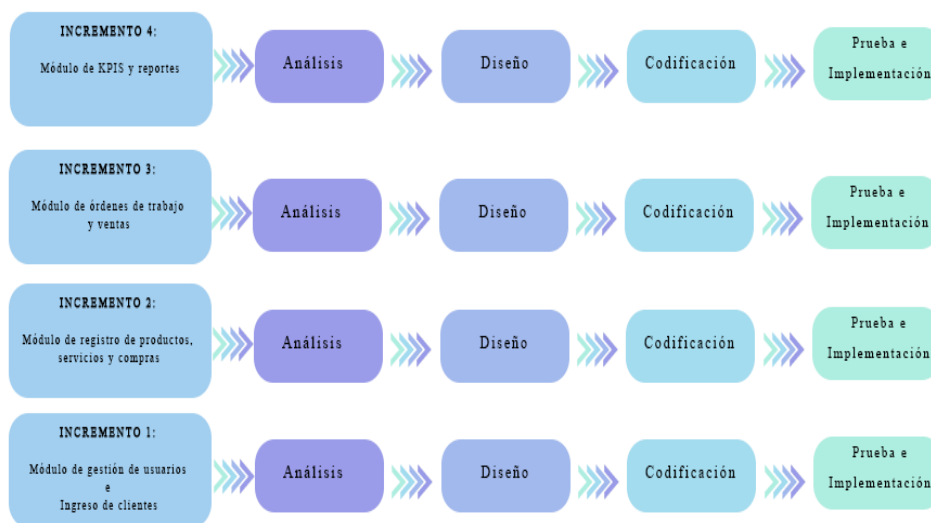 INCREMENTO 4:
Módulo de KPIS y reportes
Análisis
Diseño
Codificación
Prueba e
Implementación
INCREMENTO 3:
Módulo de órdenes de trabajo
y ventas
Análisis
Diseño
Codificación
Prueba e
Implementación
INCREMENTO 2:
Módulo de registro de productos,
servicios y compras
Análisis
Diseño
Codificación
Prueba e
Implementación
INCREMENTO 1:
Módulo de gestión de usuarios
e
Ingreso de clientes
Análisis
Diseño
Codificación
Prueba e
Implementación